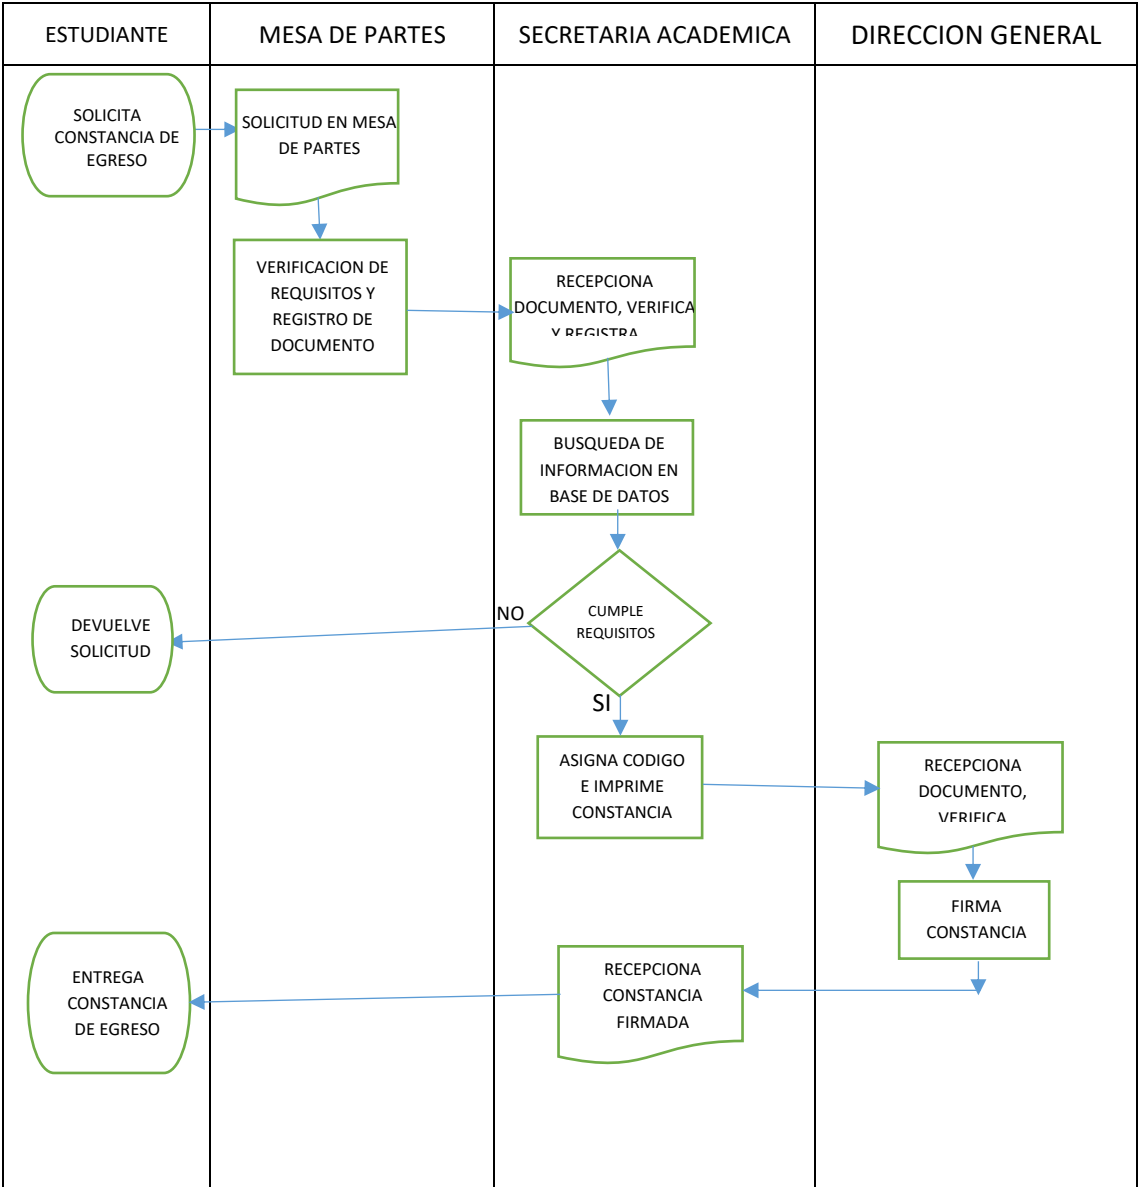 ESTUDIANTE
MESA DE PARTES
SECRETARIA ACADEMICA
DIRECCION GENERAL
SOLICITA
CONSTANCIA DE
EGRESO
SOLICITUD EN MESA
DE PARTES
VERIFICACION DE
REQUISITOS Y
REGISTRO DE
DOCUMENTO
RECEPCIONA
DOCUMENTO, VERIFICA
Y REGISTRA
BUSQUEDA DE
INFORMACION EN
BASE DE DATOS
CUMPLE
REQUISITOS
NO
DEVUELVE
SOLICITUD
SI
ASIGNA CODIGO
E IMPRIME
CONSTANCIA
RECEPCIONA
DOCUMENTO,
VERIFICA
FIRMA
CONSTANCIA
RECEPCIONA
CONSTANCIA
FIRMADA
ENTREGA
CONSTANCIA
DE EGRESO